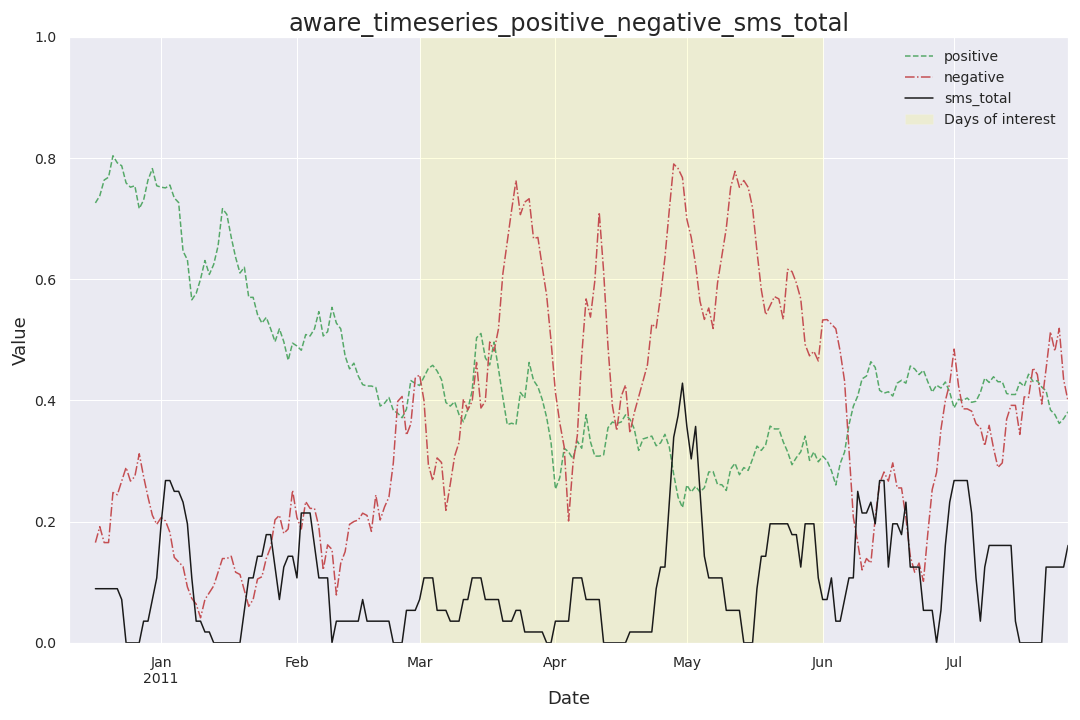 aware_timeseries_positive_negative_sms_total
1.0
0.8
0.6
0.4
0.2
0.0
Value
positive
negative
sms_total
Days of interest
Jan Feb Mar Apr May Jun Jul
2011
Date